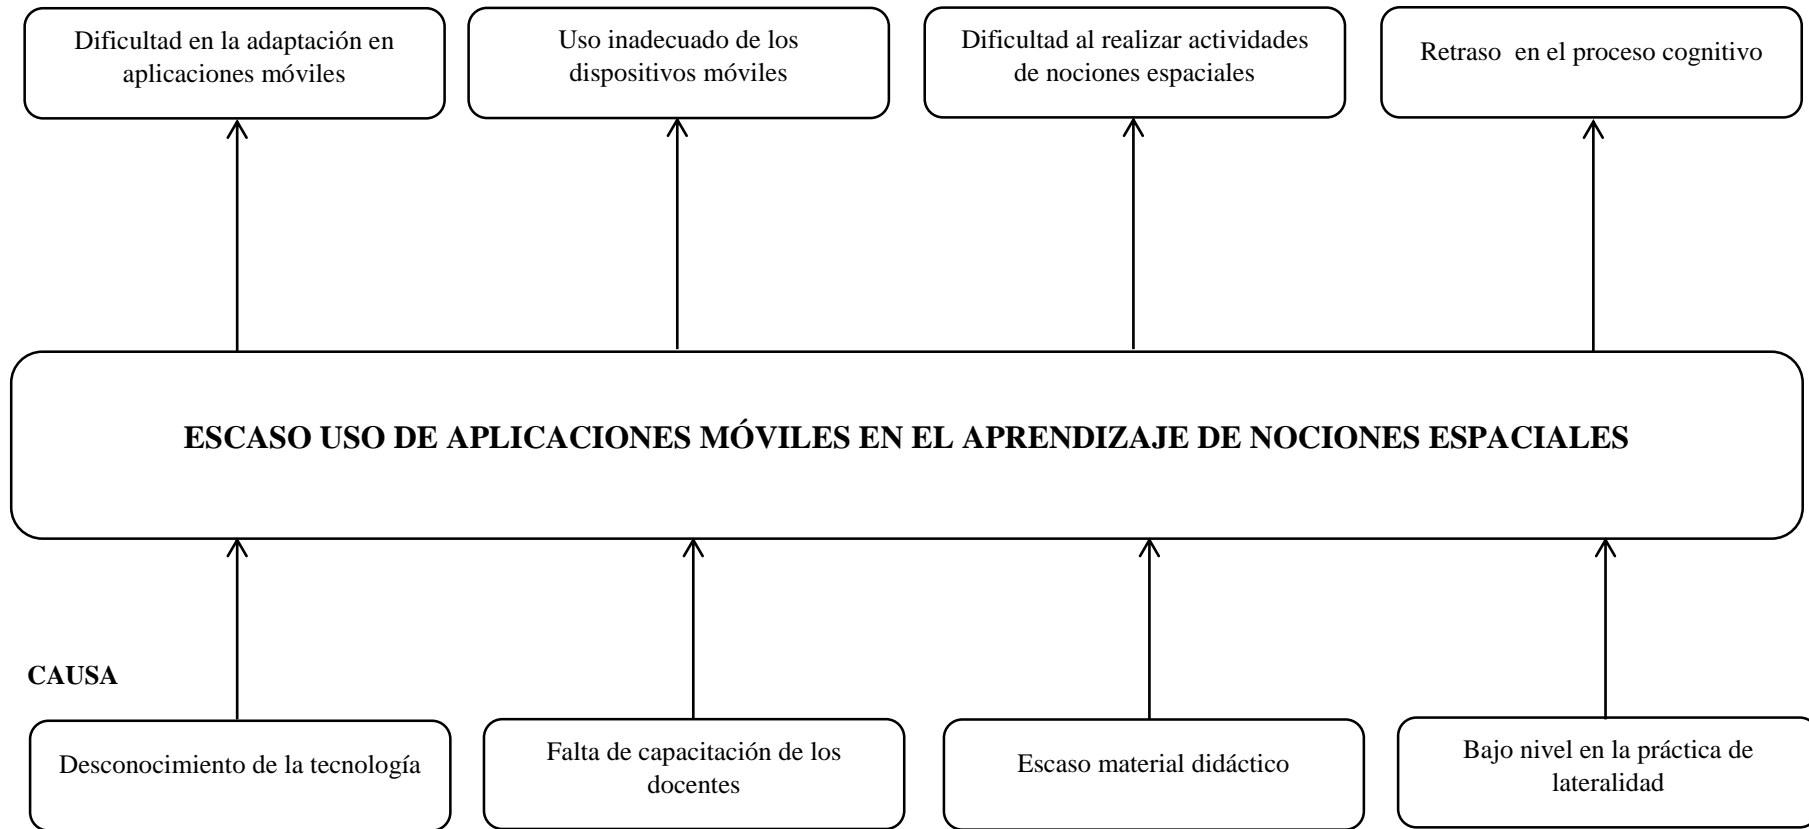 Dificultad en la adaptación en
aplicaciones móviles
Uso inadecuado de los
dispositivos móviles
Dificultad al realizar actividades
de nociones espaciales
Retraso  en el proceso cognitivo
ESCASO USO DE APLICACIONES MÓVILES EN EL APRENDIZAJE DE NOCIONES ESPACIALES
CAUSA
Desconocimiento de la tecnología
Falta de capacitación de los
docentes
Escaso material didáctico
Bajo nivel en la práctica de
lateralidad